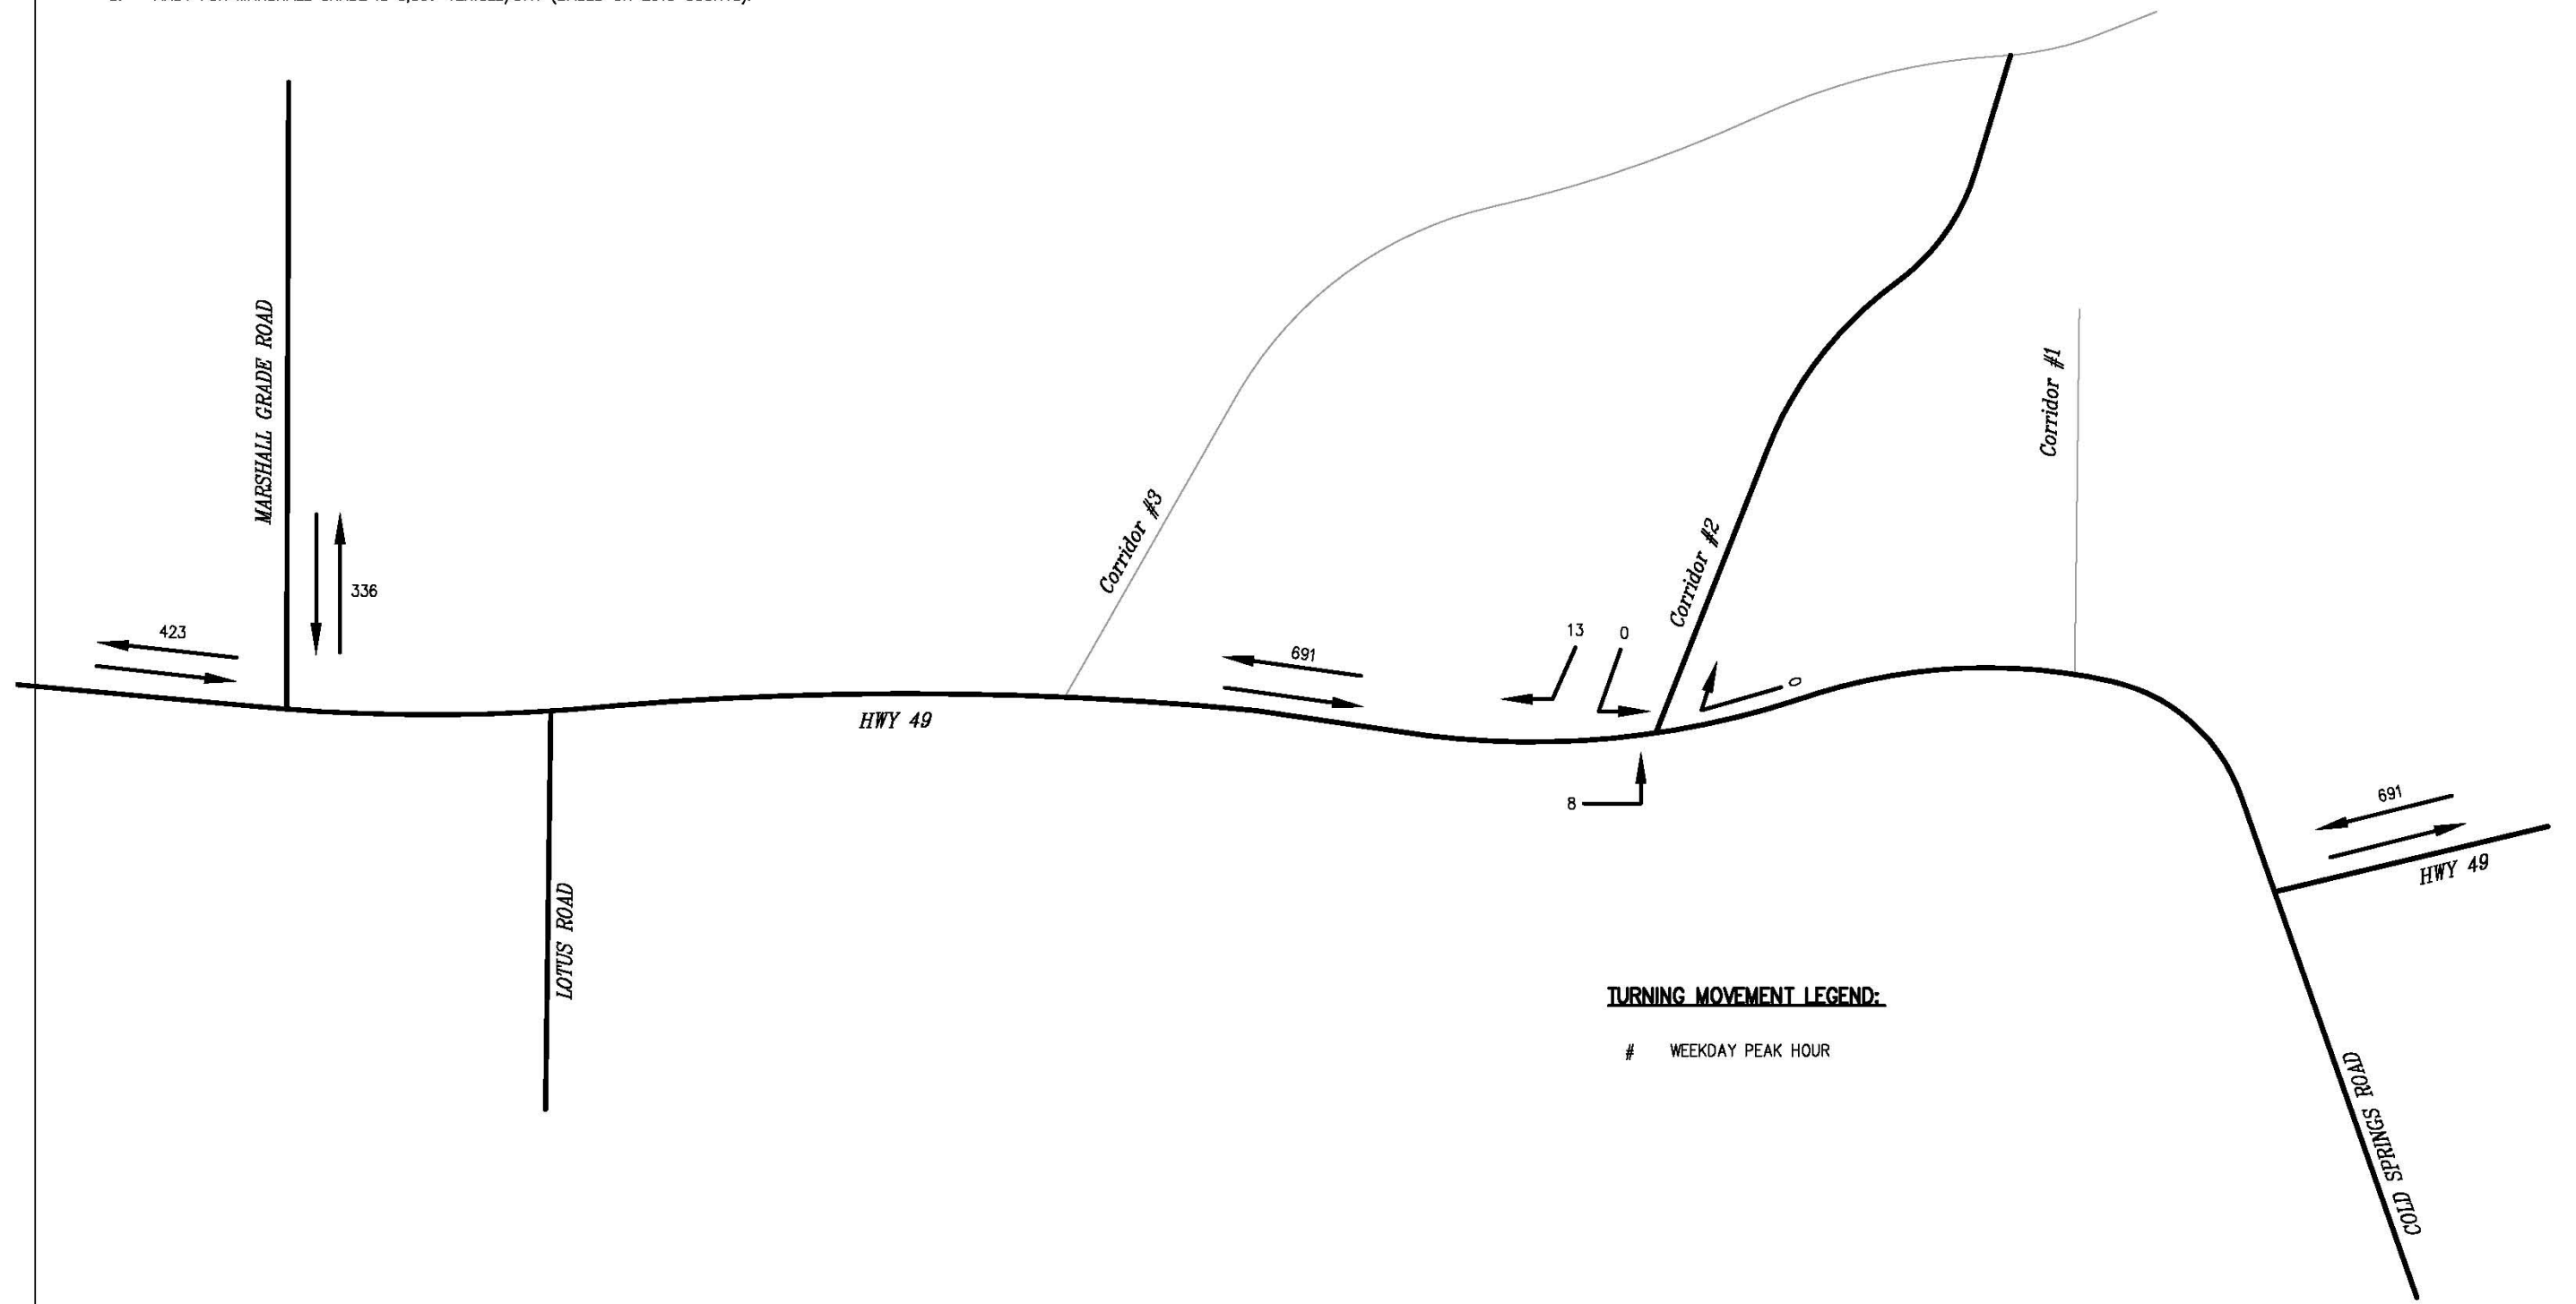 MARSHALL GRADE ROAD
336
423
Corridor #3
691
HWY 49
13
0
Corridor #2
0
8
Corridor #1
691
HWY 49
LOTUS ROAD
COLD SPRINGS ROAD
TURNING MOVEMENT LEGEND:
# WEEKDAY PEAK HOUR